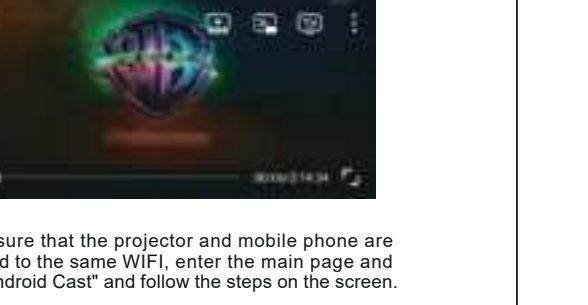 sure that the projector and mobile phone are
d to the same WIFI, enter the main page and
ndroid Cast" and follow the steps on the screen.